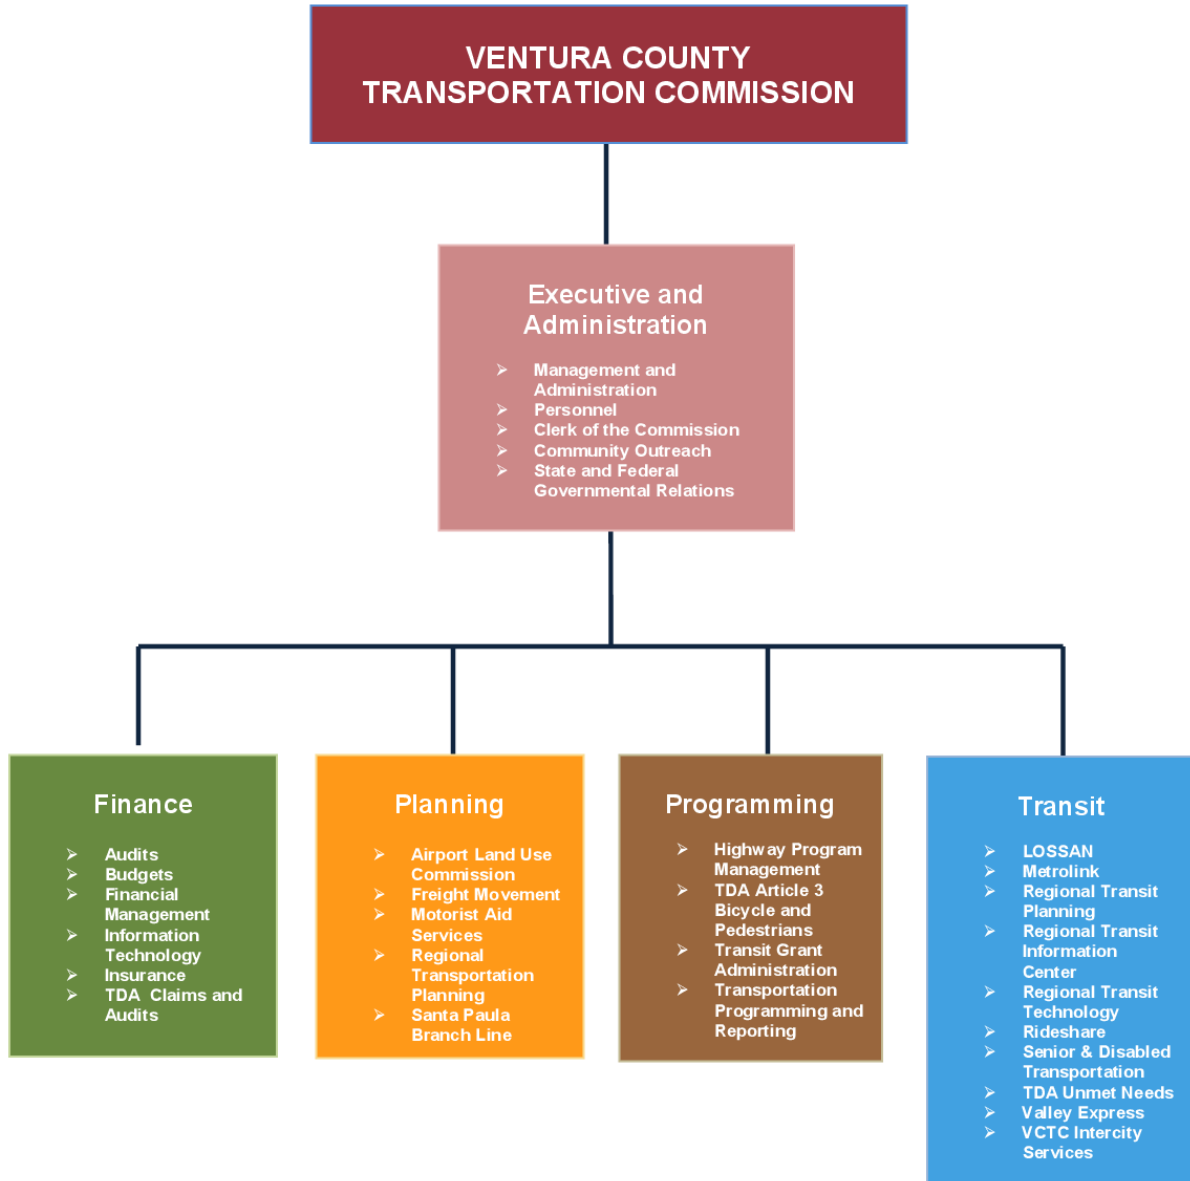 VENTURA COUNTY
TRANSPORTATION COMMISSION
Executive and
Administration
➢ Management and
Administration
➢ Personnel
➢ Clerk of the Commission
➢ Community Outreach
➢ State and Federal
Governmental Relations
Finance
➢ Audits
➢ Budgets
➢ Financial
Management
➢ Information
Technology
➢ Insurance
➢ TDA Claims and
Audits
Planning
➢ Airport Land Use
Commission
➢ Freight Movement
➢ Motorist Aid
Services
➢ Regional
Transportation
Planning
➢ Santa Paula
Branch Line
Programming
➢ Highway Program
Management
➢ TDA Article 3
Bicycle and
Pedestrians
➢ Transit Grant
Administration
➢ Transportation
Programming and
Reporting
Transit
➢ LOSSAN
➢ Metrolink
➢ Regional Transit
Planning
➢ Regional Transit
Information
Center
➢ Regional Transit
Technology
➢ Rideshare
➢ Senior & Disabled
Transportation
➢ TDA Unmet Needs
➢ Valley Express
➢ VCTC Intercity
Services